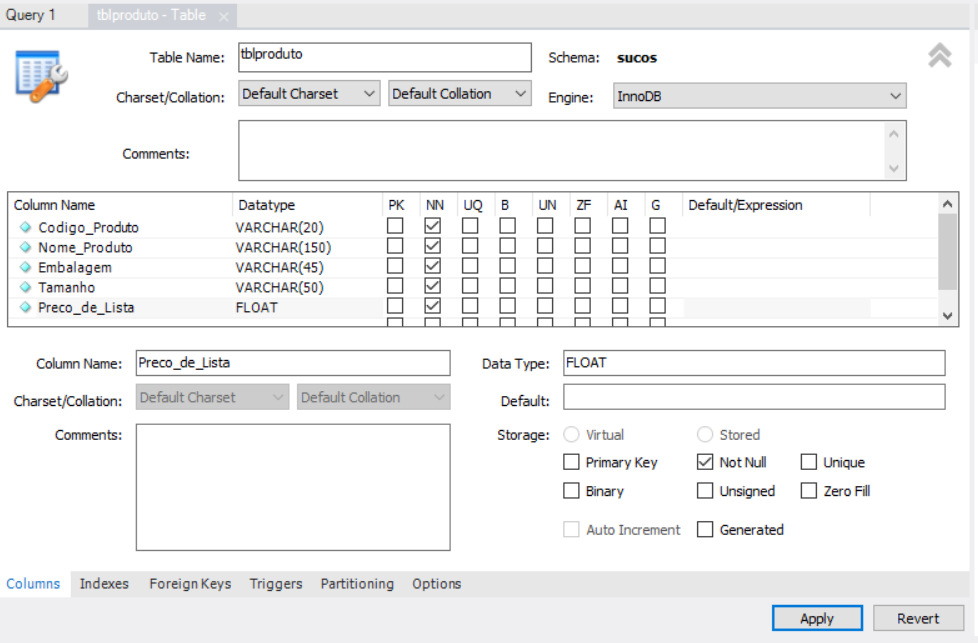 Query 1 tblproduto - Table ×
Table Name: tblproduto Schema: sucos
Charset/Collation: Default Charset Default Collation Engine: InnoDB
Comments:
Column Name Datatype PK NN UQ B UN ZF AI G Default/Expression
Codigo_Produto VARCHAR(20)
Nome_Produto VARCHAR(150)
Embalagem VARCHAR(45)
Tamanho VARCHAR(50)
Preco_de_Lista FLOAT
Column Name: Preco_de_Lista Data Type: FLOAT
Charset/Collation: Default Charset Default Collation Default:
Comments: Storage: Virtual Stored
Primary Key Not Null Unique
Binary Unsigned Zero Fill
Auto Increment Generated
Columns Indexes Foreign Keys Triggers Partitioning Options
Apply Revert